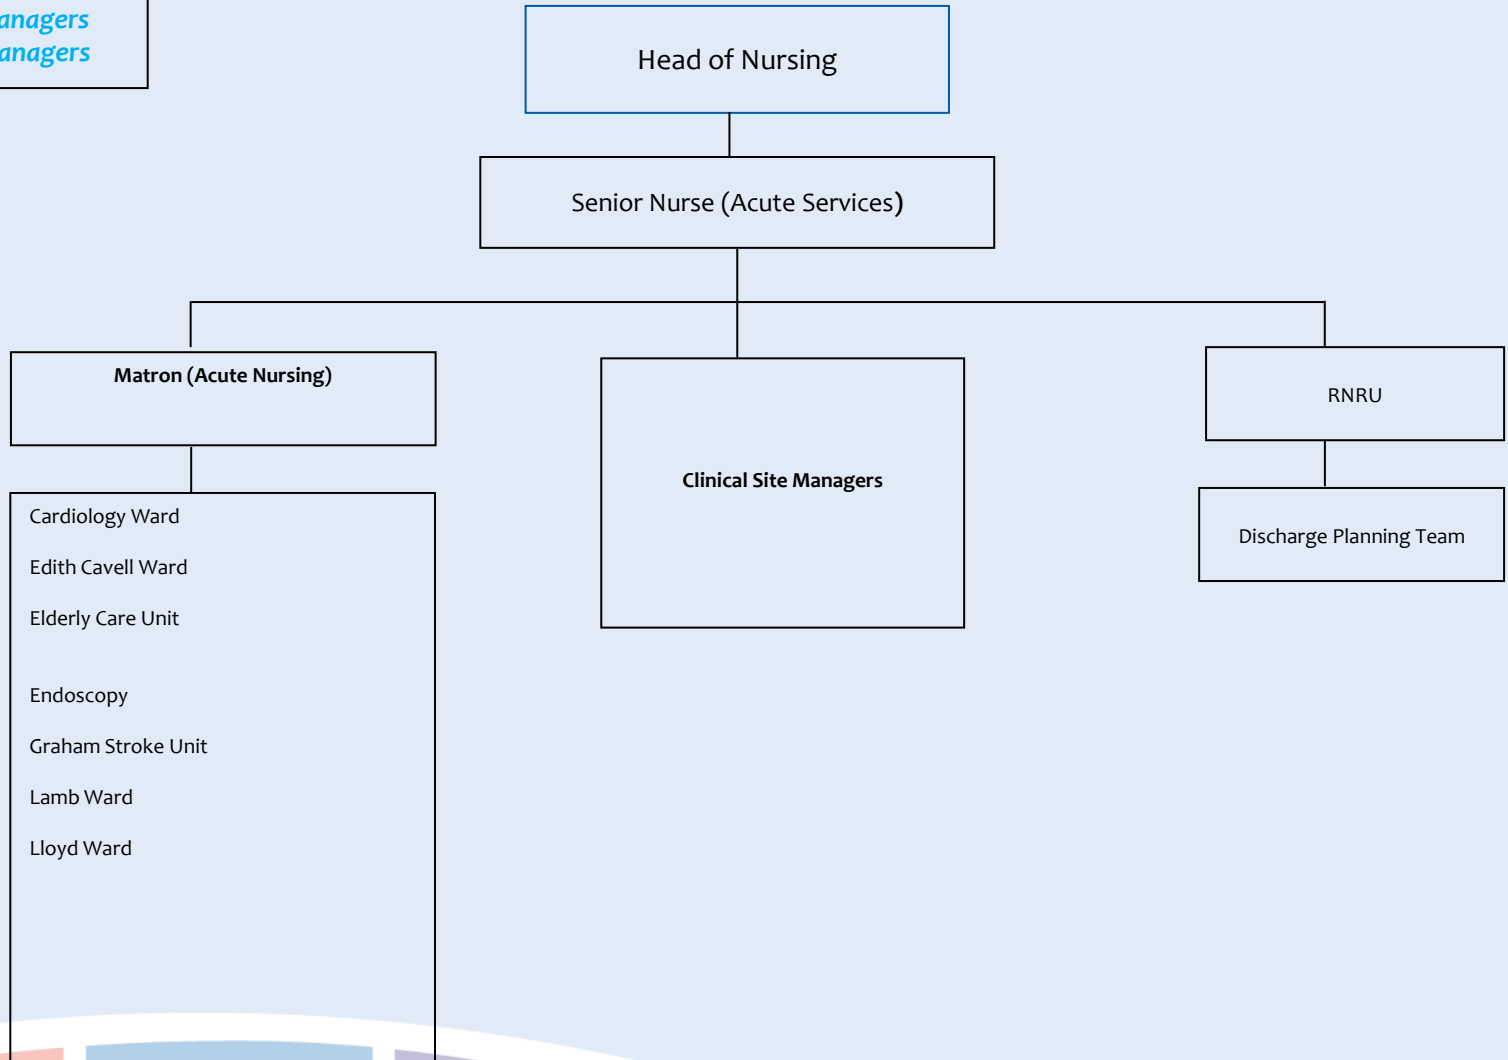 anagers
anagers
Head of Nursing
Senior Nurse (Acute Services)
Matron (Acute Nursing)
Clinical Site Managers
RNRU
Discharge Planning Team
Cardiology Ward
Edith Cavell Ward
Elderly Care Unit
Endoscopy
Graham Stroke Unit
Lamb Ward
Lloyd Ward